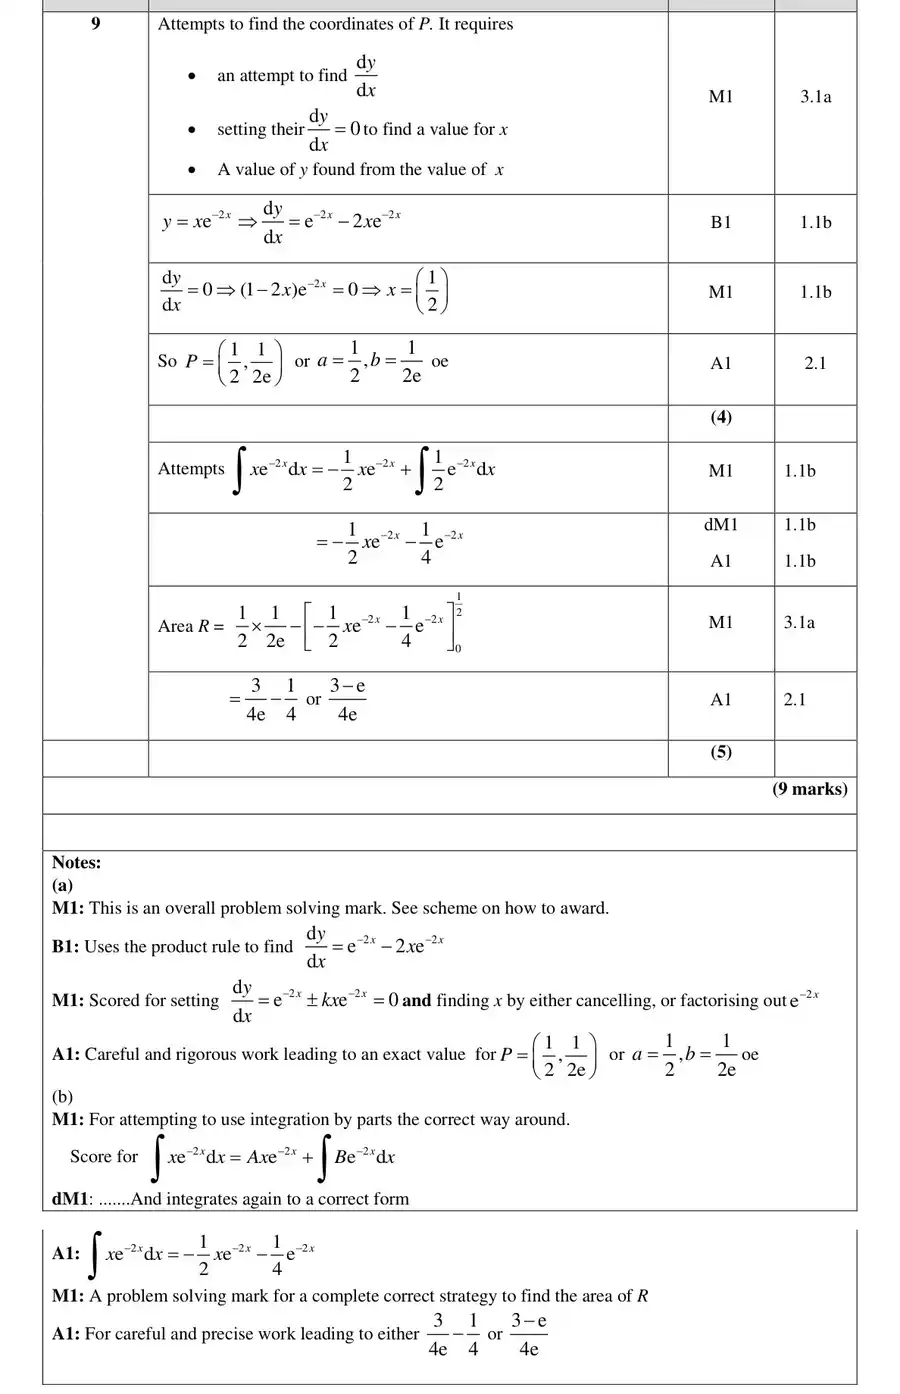 9 Attempts to find the coordinates of P. It requires
• an attempt to find dy/dx
M1 3.1a
• setting their dy/dx = 0 to find a value for x
• A value of y found from the value of x
y = xe⁻²ˣ ⇒ dy/dx = e⁻²ˣ − 2xe⁻²ˣ B1 1.1b
dy/dx = 0 ⇒ (1 − 2x)e⁻²ˣ = 0 ⇒ x = (1/2) M1 1.1b
So P = (1/2, 1/2e) or a = 1/2, b = 1/2e oe A1 2.1
(4)
Attempts ∫ xe⁻²ˣdx = −1/2 xe⁻²ˣ + ∫ 1/2 e⁻²ˣdx M1 1.1b
= −1/2 xe⁻²ˣ − 1/4 e⁻²ˣ dM1 1.1b
A1 1.1b
Area R = 1/2 × 1/2e − [−1/2 xe⁻²ˣ − 1/4 e⁻²ˣ]₀^(1/2) M1 3.1a
= 3/4e − 1/4 or (3−e)/4e A1 2.1
(5)
(9 marks)
Notes:
(a)
M1: This is an overall problem solving mark. See scheme on how to award.
B1: Uses the product rule to find dy/dx = e⁻²ˣ − 2xe⁻²ˣ
M1: Scored for setting dy/dx = e⁻²ˣ ± kxe⁻²ˣ = 0 and finding x by either cancelling, or factorising out e⁻²ˣ
A1: Careful and rigorous work leading to an exact value for P = (1/2, 1/2e) or a = 1/2, b = 1/2e oe
(b)
M1: For attempting to use integration by parts the correct way around.
Score for ∫ xe⁻²ˣdx = Axe⁻²ˣ + ∫ Be⁻²ˣdx
dM1: .......And integrates again to a correct form
A1: ∫ xe⁻²ˣdx = −1/2 xe⁻²ˣ − 1/4 e⁻²ˣ
M1: A problem solving mark for a complete correct strategy to find the area of R
A1: For careful and precise work leading to either 3/4e − 1/4 or (3−e)/4e